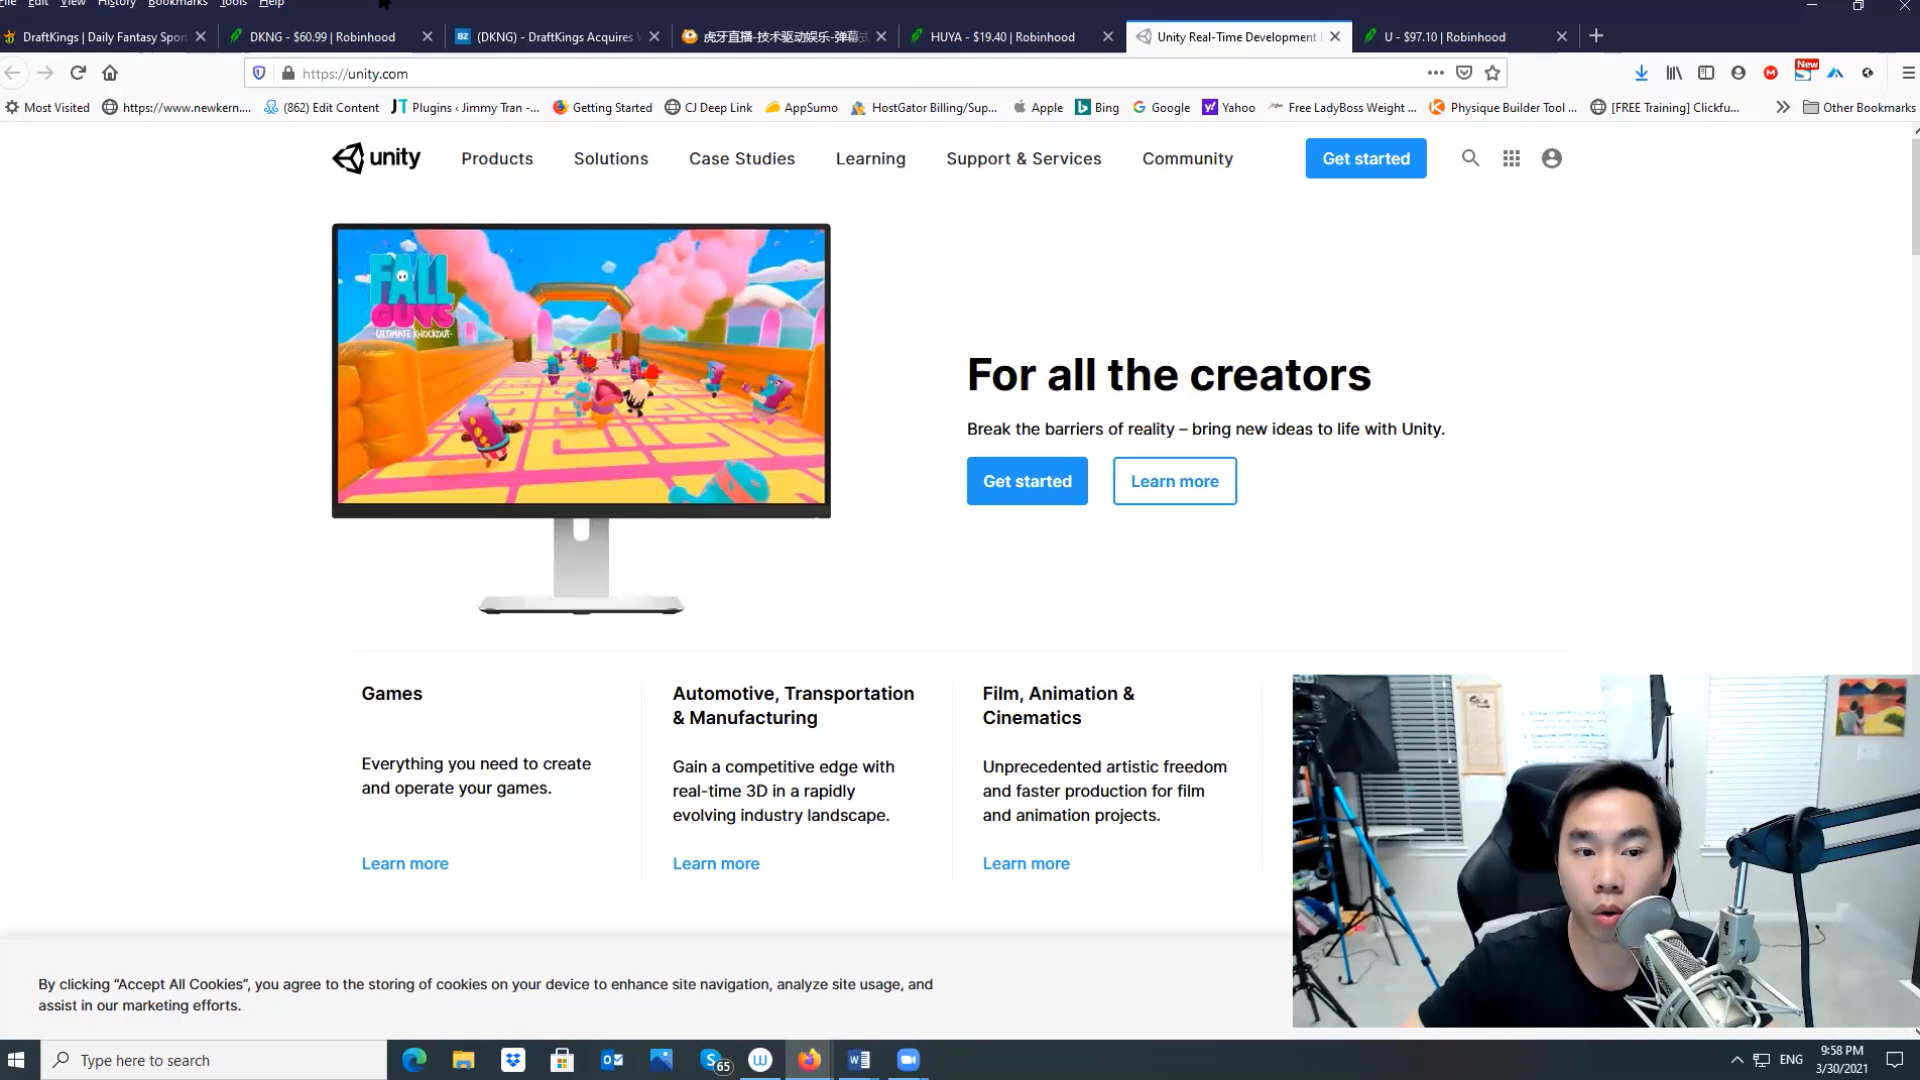 File Edit View History Bookmarks Tools Help
DraftKings | Daily Fantasy Sport
DKNG - $60.99 | Robinhood
BZ (DKNG) - DraftKings Acquires V
虎牙直播-技术驱动娱乐-弹幕式
HUYA - $19.40 | Robinhood
Unity Real-Time Development
U - $97.10 | Robinhood
https://unity.com
New
Most Visited
https://www.newkern....
(862) Edit Content
JT Plugins ‹ Jimmy Tran -...
Getting Started
CJ Deep Link
AppSumo
HostGator Billing/Sup...
Apple
Bing
Google
Yahoo
Free LadyBoss Weight ...
Physique Builder Tool ...
[FREE Training] Clickfu...
Other Bookmarks
unity
Products
Solutions
Case Studies
Learning
Support & Services
Community
Get started
FALL
GUYS
ULTIMATE KNOCKOUT
For all the creators
Break the barriers of reality – bring new ideas to life with Unity.
Get started
Learn more
Games
Everything you need to create
and operate your games.
Learn more
Automotive, Transportation
& Manufacturing
Gain a competitive edge with
real-time 3D in a rapidly
evolving industry landscape.
Learn more
Film, Animation &
Cinematics
Unprecedented artistic freedom
and faster production for film
and animation projects.
Learn more
By clicking “Accept All Cookies”, you agree to the storing of cookies on your device to enhance site navigation, analyze site usage, and
assist in our marketing efforts.
Type here to search
65
ENG
9:58 PM
3/30/2021